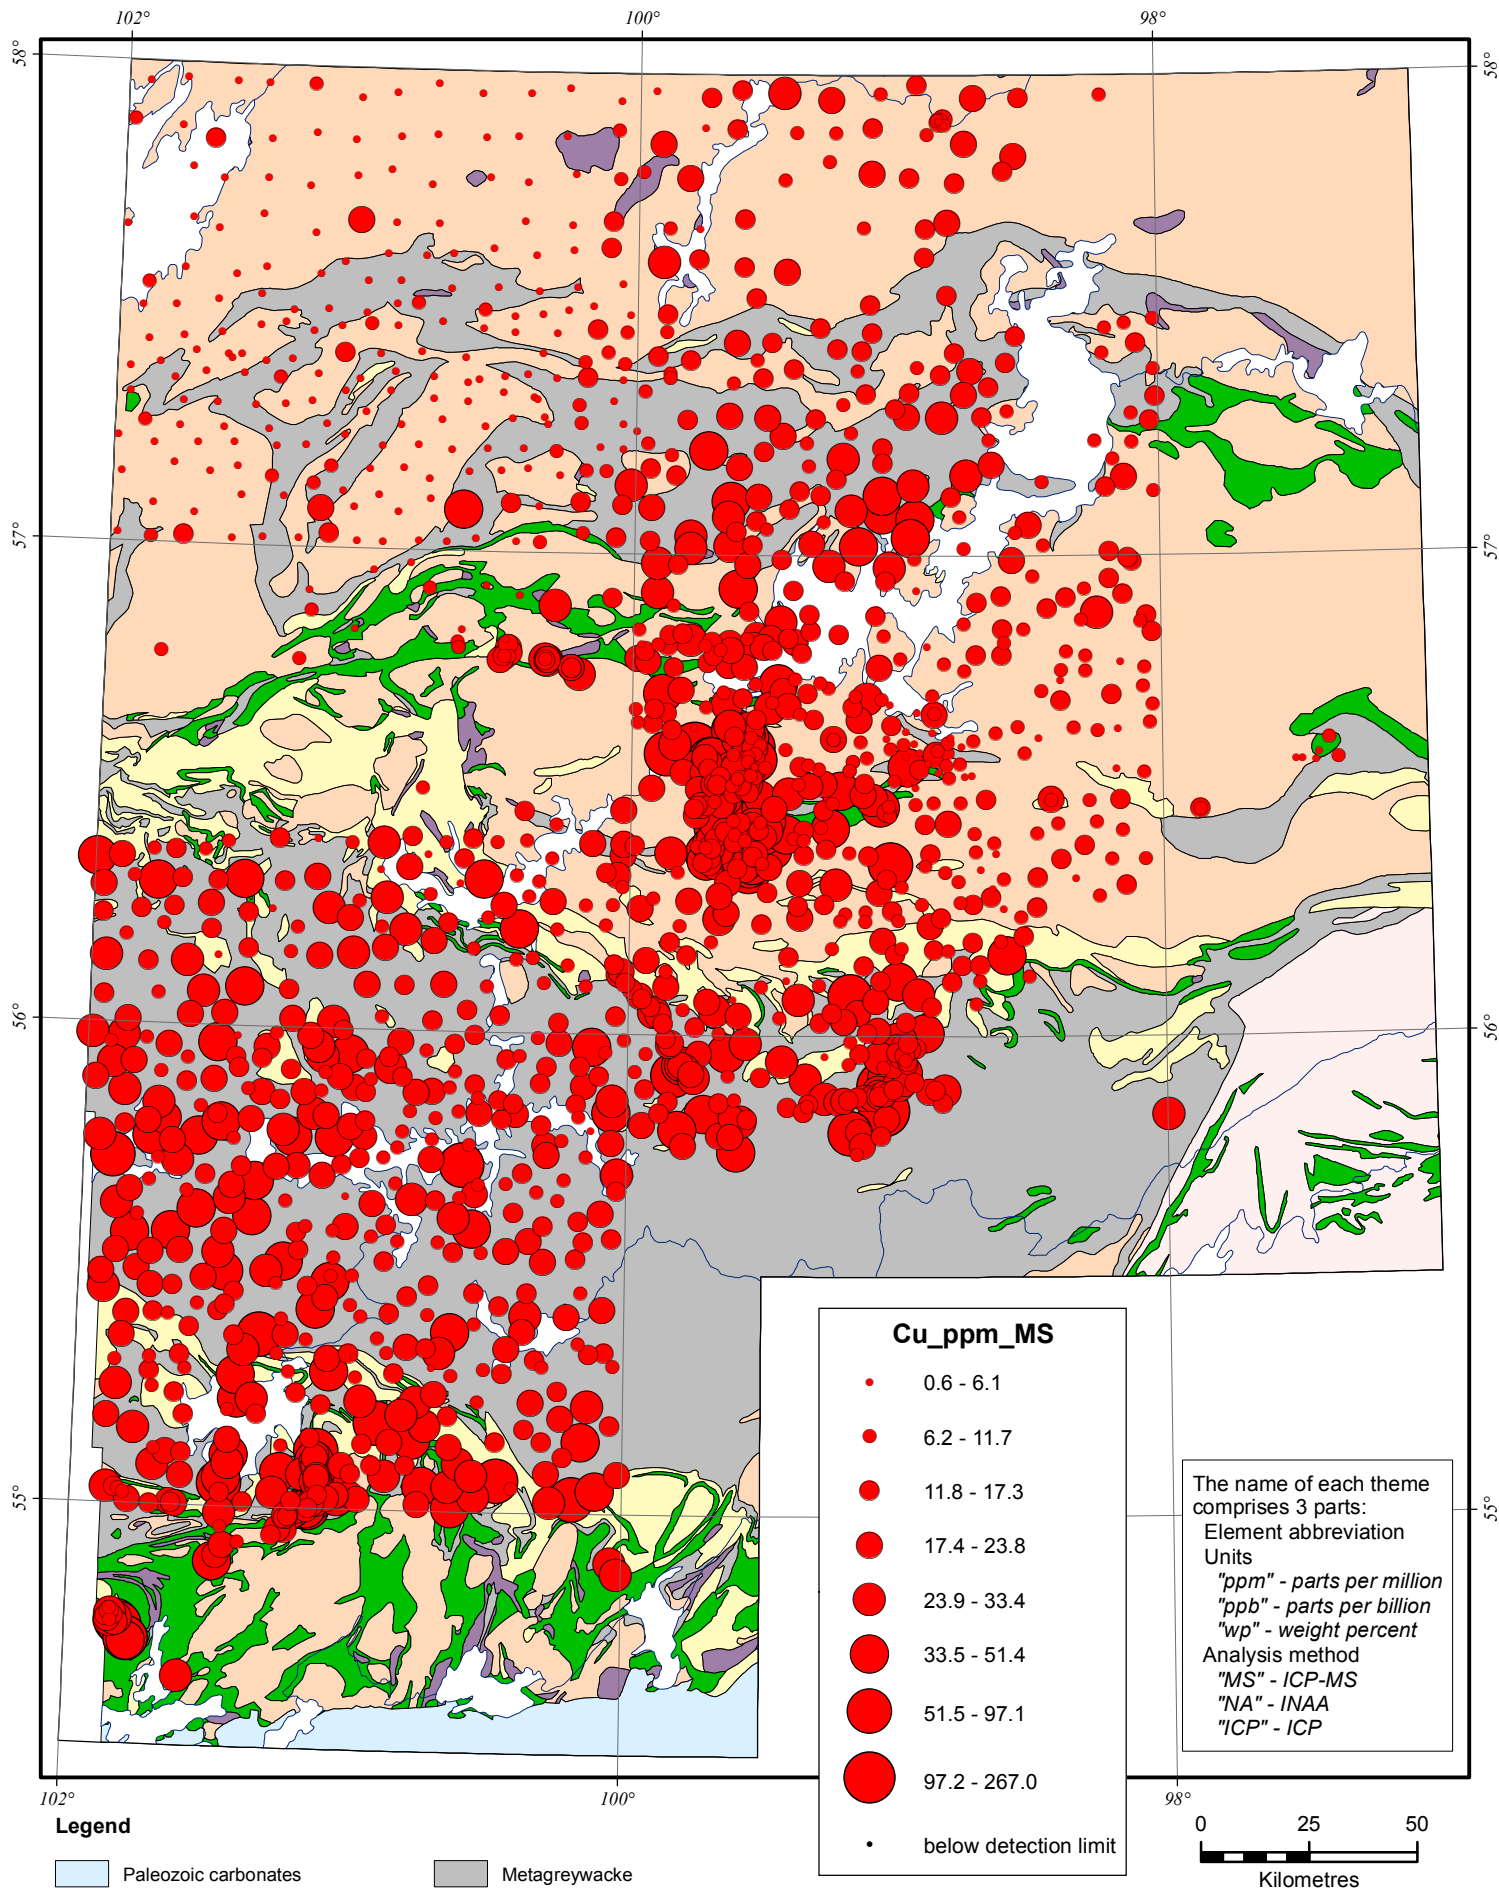 102°
100°
98°
58°
58°
57°
57°
56°
56°
55°
55°
Cu_ppm_MS
0.6 - 6.1
6.2 - 11.7
11.8 - 17.3
17.4 - 23.8
23.9 - 33.4
33.5 - 51.4
51.5 - 97.1
97.2 - 267.0
below detection limit
The name of each theme
comprises 3 parts:
Element abbreviation
Units
"ppm" - parts per million
"ppb" - parts per billion
"wp" - weight percent
Analysis method
"MS" - ICP-MS
"NA" - INAA
"ICP" - ICP
102°
100°
98°
Legend
Paleozoic carbonates
Metagreywacke
0 25 50
Kilometres